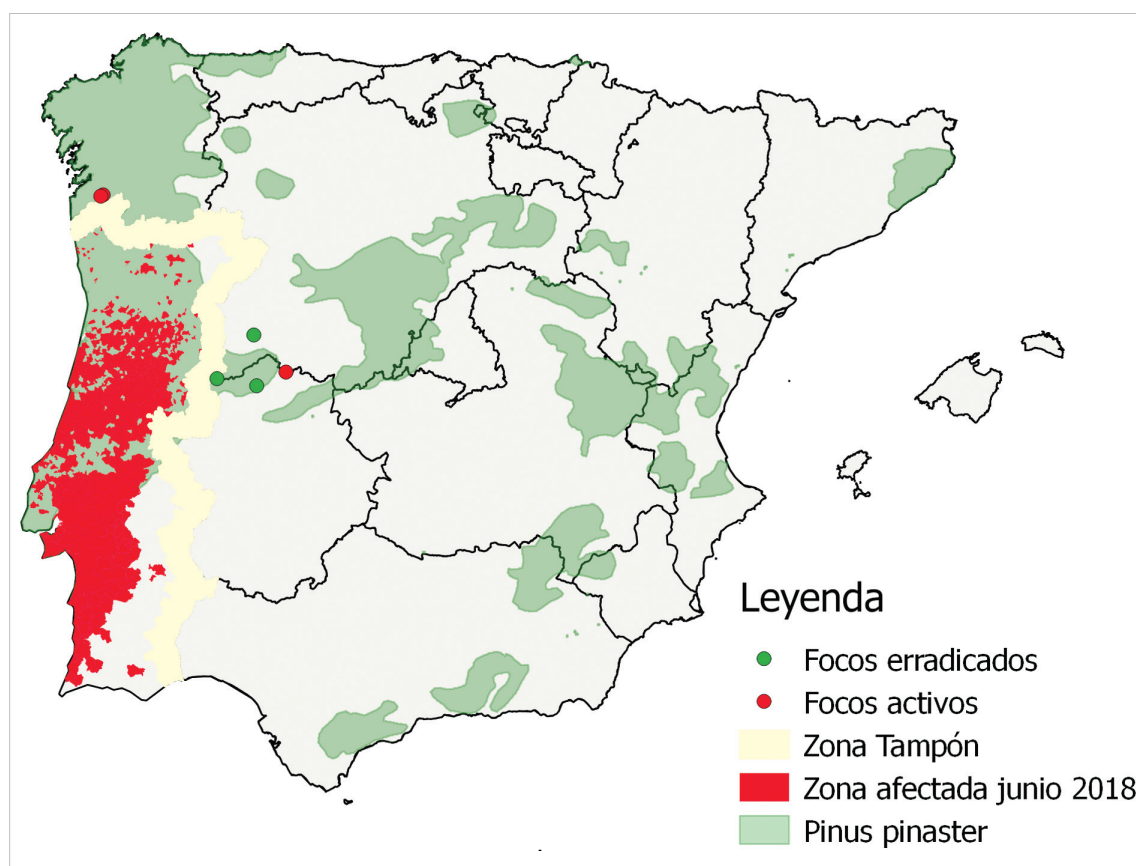 Leyenda
Focos erradicados
Focos activos
Zona Tampón
Zona afectada junio 2018
Pinus pinaster